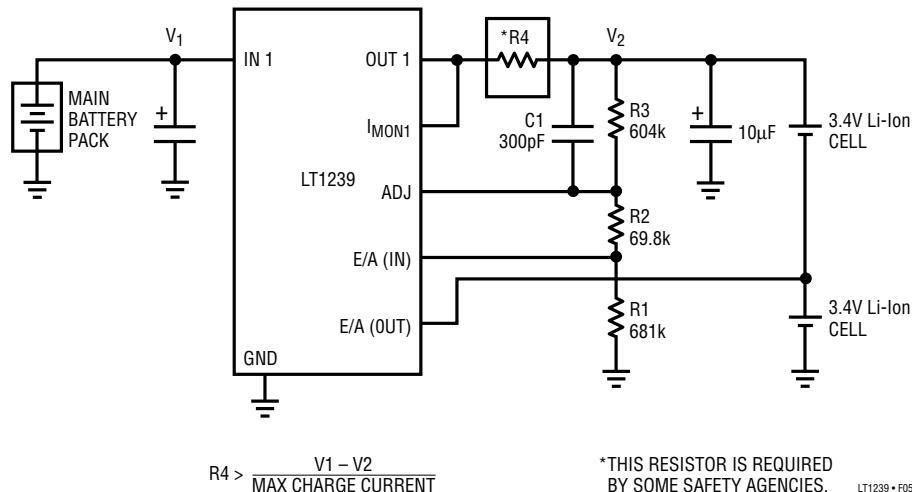 V1
IN 1
OUT 1
*R4
V2
MAIN
BATTERY
PACK
+
IMON1
C1
300pF
R3
604k
+
10µF
3.4V Li-Ion
CELL
LT1239
ADJ
R2
69.8k
E/A (IN)
E/A (OUT)
R1
681k
3.4V Li-Ion
CELL
GND
R4 > V1 – V2
MAX CHARGE CURRENT
*THIS RESISTOR IS REQUIRED
BY SOME SAFETY AGENCIES.
LT1239 • F05